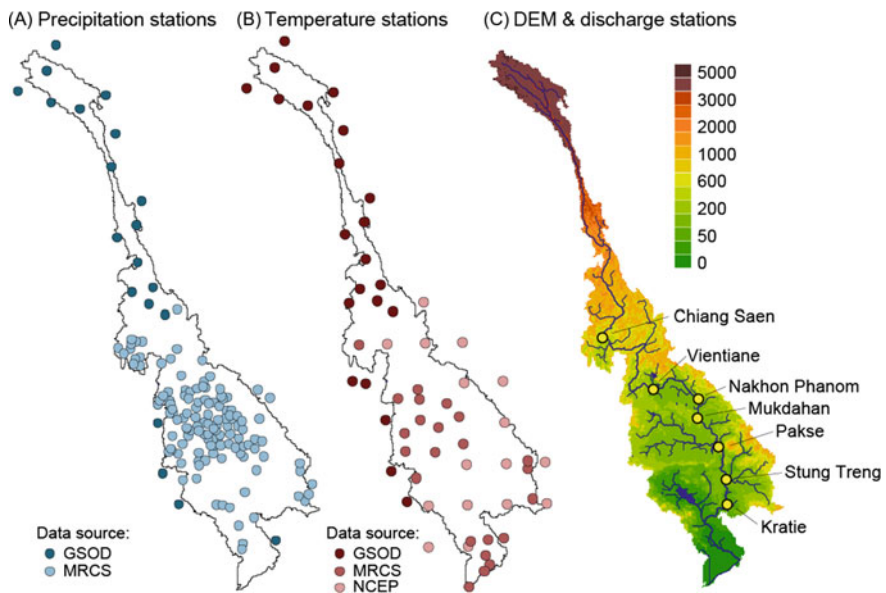 (A) Precipitation stations
(B) Temperature stations
(C) DEM & discharge stations
5000
3000
2000
1000
600
200
50
0
Chiang Saen
Vientiane
Nakhon Phanom
Mukdahan
Pakse
Stung Treng
Kratie
Data source:
GSOD
MRCS
Data source:
GSOD
MRCS
NCEP